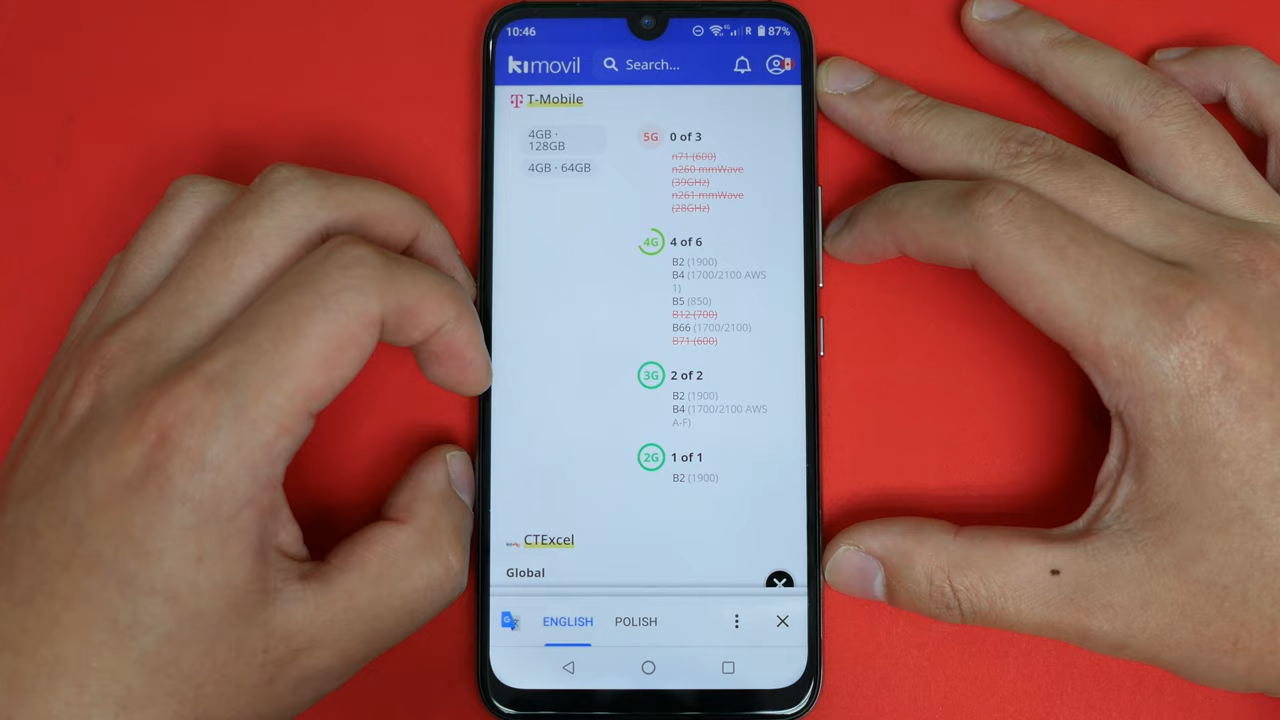 10:46
4G
R
87%
kimovil
Search...
T-Mobile
4GB ·
128GB
4GB · 64GB
5G 0 of 3
n71 (600)
n260 mmWave
(39GHz)
n261 mmWave
(28GHz)
4G 4 of 6
B2 (1900)
B4 (1700/2100 AWS
1)
B5 (850)
B12 (700)
B66 (1700/2100)
B71 (600)
3G 2 of 2
B2 (1900)
B4 (1700/2100 AWS
A-F)
2G 1 of 1
B2 (1900)
CTExcel
Global
G ENGLISH POLISH